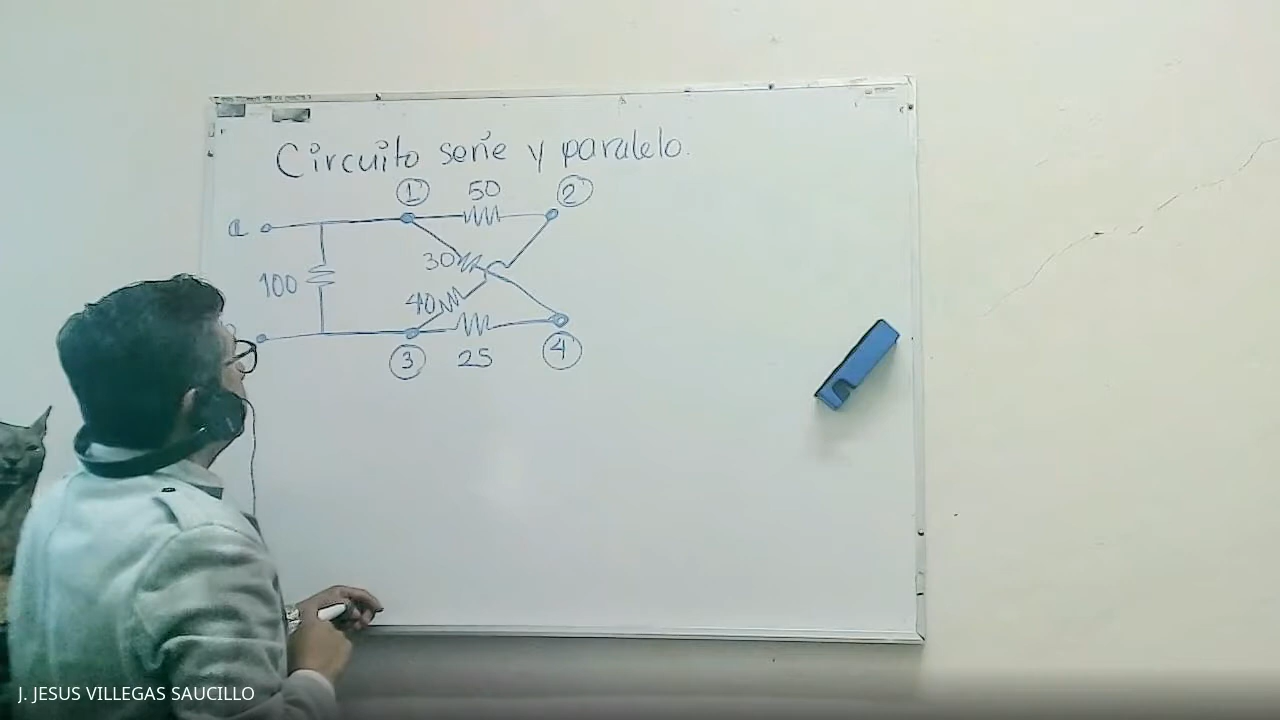 Circuito serie y paralelo.
1 50 2
a
30
100
40
3 25 4
J. JESUS VILLEGAS SAUCILLO